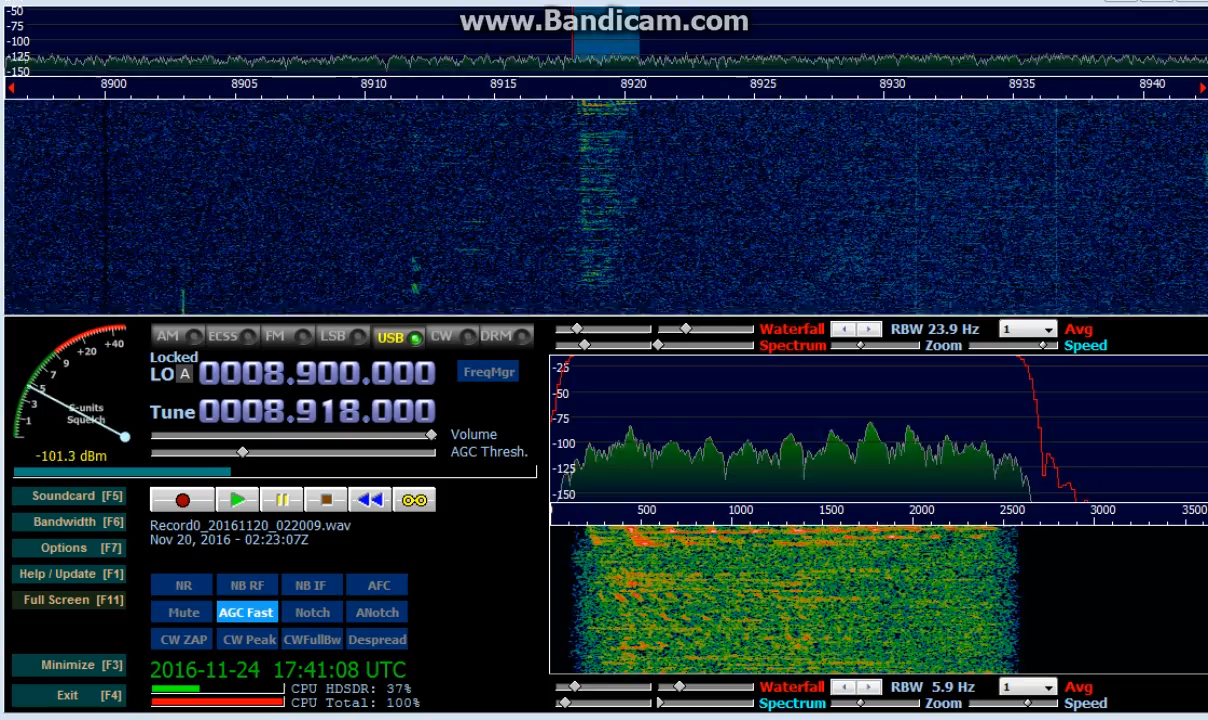 www.Bandicam.com
-50
-75
-100
-125
-150
8900 8905 8910 8915 8920 8925 8930 8935 8940
AM ECSS FM LSB USB CW DRM
Locked
LO A 0008.900.000 FreqMgr
Tune 0008.918.000
Volume
AGC Thresh.
+40
+20
9
7
5
3
1
S-units
Squelch
-101.3 dBm
Soundcard [F5]
Bandwidth [F6]
Options [F7]
Help / Update [F1]
Full Screen [F11]
Minimize [F3]
Exit [F4]
Record0_20161120_022009.wav
Nov 20, 2016 - 02:23:07Z
NR NB RF NB IF AFC
Mute AGC Fast Notch ANotch
CW ZAP CW Peak CWFullBw Despread
2016-11-24 17:41:08 UTC
CPU HDSDR: 37%
CPU Total: 100%
Waterfall RBW 23.9 Hz 1 Avg
Spectrum Zoom Speed
-25
-50
-75
-100
-125
-150
0 500 1000 1500 2000 2500 3000 3500
Waterfall RBW 5.9 Hz 1 Avg
Spectrum Zoom Speed